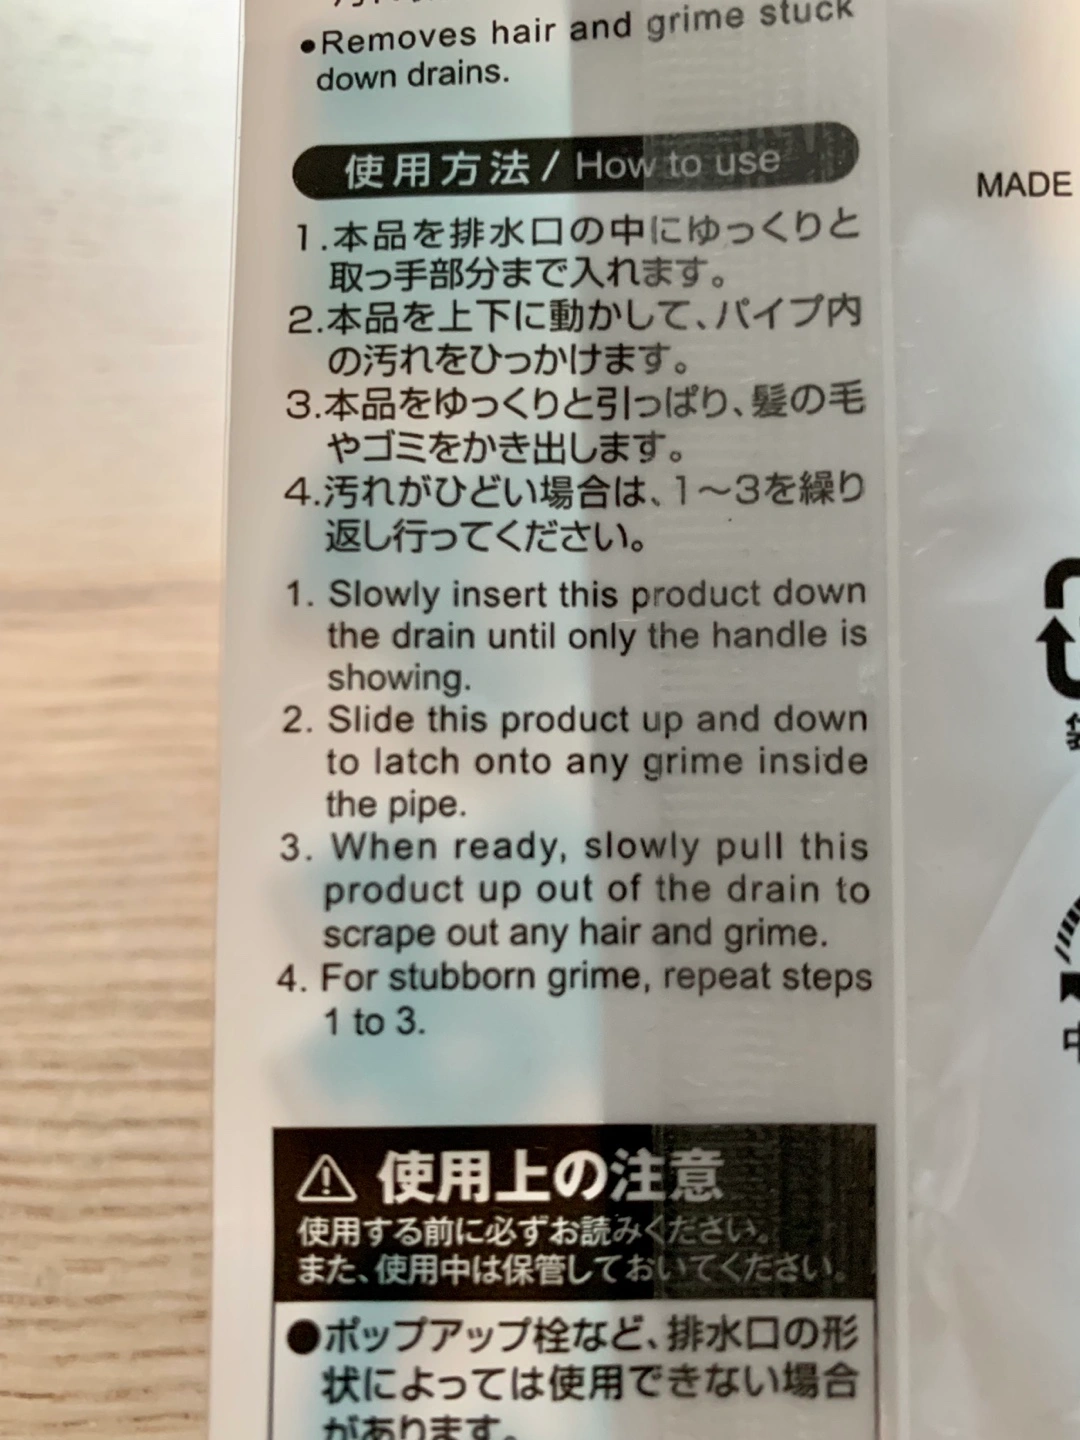 •Removes hair and grime stuck
down drains.
使用方法/How to use
MADE
1.本品を排水口の中にゆっくりと
取っ手部分まで入れます。
2.本品を上下に動かして、パイプ内
の汚れをひっかけます。
3.本品をゆっくりと引っぱり、髪の毛
やゴミをかき出します。
4.汚れがひどい場合は、1〜3を繰り
返し行ってください。
1. Slowly insert this product down
the drain until only the handle is
showing.
2. Slide this product up and down
to latch onto any grime inside
the pipe.
3. When ready, slowly pull this
product up out of the drain to
scrape out any hair and grime.
4. For stubborn grime, repeat steps
1 to 3.
使用上の注意
使用する前に必ずお読みください。
また、使用中は保管しておいてください。
●ポップアップ栓など、排水口の形
状によっては使用できない場合
があります。